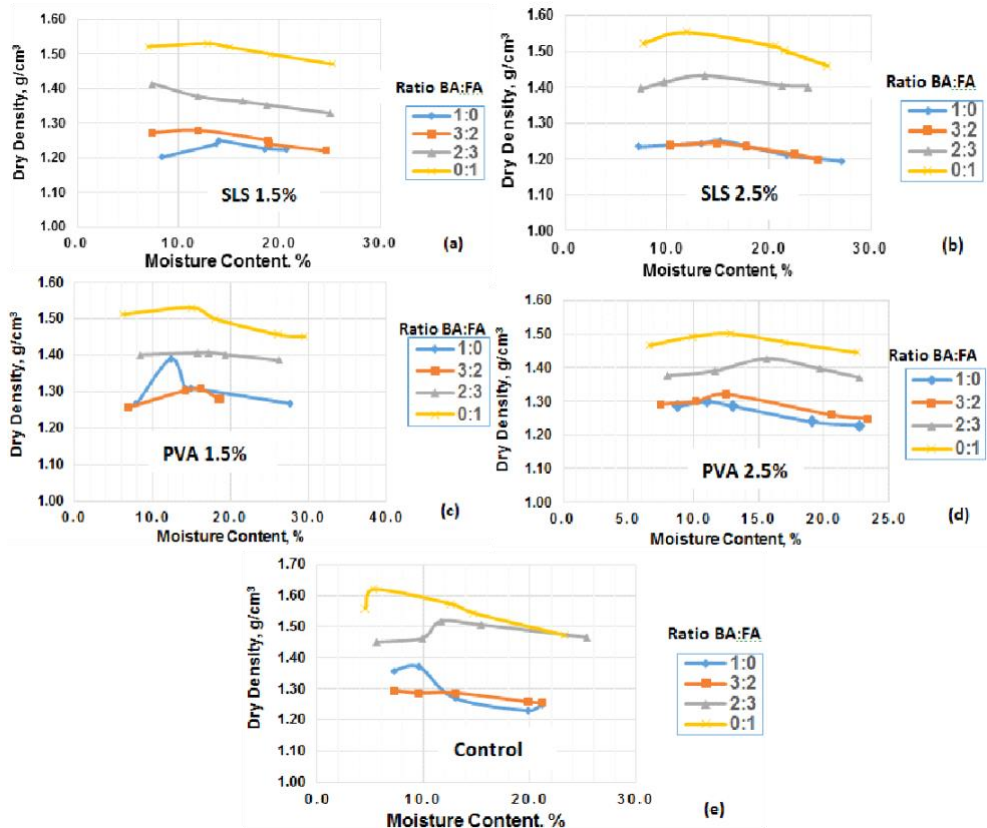 1.60
1.50
1.40
1.30
1.20
1.10
1.00
Dry Density, g/cm³
0.0 10.0 20.0 30.0
Moisture Content. %
SLS 1.5%
(a)
Ratio BA:FA
1:0
3:2
2:3
0:1
1.60
1.50
1.40
1.30
1.20
1.10
1.00
Dry Density, g/cm³
0.0 10.0 20.0 30.0
Moisture Content, %
SLS 2.5%
(b)
Ratio BA:FA
1:0
3:2
2:3
0:1
1.60
1.50
1.40
1.30
1.20
1.10
1.00
Dry Density, g/cm³
0.0 10.0 20.0 30.0 40.0
Moisture Content, %
PVA 1.5%
(c)
Ratio BA:FA
1:0
3:2
2:3
0:1
1.60
1.50
1.40
1.30
1.20
1.10
1.00
Dry Density, g/cm³
0.0 5.0 10.0 15.0 20.0 25.0
Moisture Content, %
PVA 2.5%
(d)
Ratio BA:FA
1:0
3:2
2:3
0:1
1.70
1.60
1.50
1.40
1.30
1.20
1.10
1.00
Dry Density, g/cm³
0.0 10.0 20.0 30.0
Moisture Content. %
Control
(e)
Ratio BA:FA
1:0
3:2
2:3
0:1